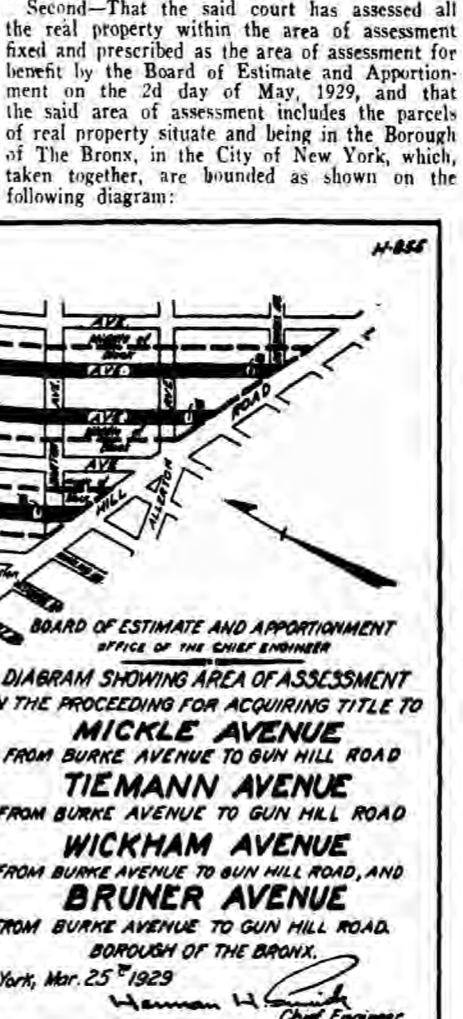 Second—That the said court has assessed all
the real property within the area of assessment
fixed and prescribed as the area of assessment for
benefit by the Board of Estimate and Apportion-
ment on the 2d day of May, 1929, and that
the said area of assessment includes the parcels
of real property situate and being in the Borough
of The Bronx, in the City of New York, which,
taken together, are bounded as shown on the
following diagram:
H-855
AVE.
Middle of
Block
AVE.
AVE.
AVE.
AVE.
AVE
ROAD
HILL
ALLERTON
BOARD OF ESTIMATE AND APPORTIONMENT
OFFICE OF THE CHIEF ENGINEER
DIAGRAM SHOWING AREA OF ASSESSMENT
THE PROCEEDING FOR ACQUIRING TITLE TO
MICKLE AVENUE
FROM BURKE AVENUE TO GUN HILL ROAD
TIEMANN AVENUE
FROM BURKE AVENUE TO GUN HILL ROAD
WICKHAM AVENUE
FROM BURKE AVENUE TO GUN HILL ROAD, AND
BRUNER AVENUE
FROM BURKE AVENUE TO GUN HILL ROAD.
BOROUGH OF THE BRONX.
York, Mar. 25th 1929
Chief Engineer